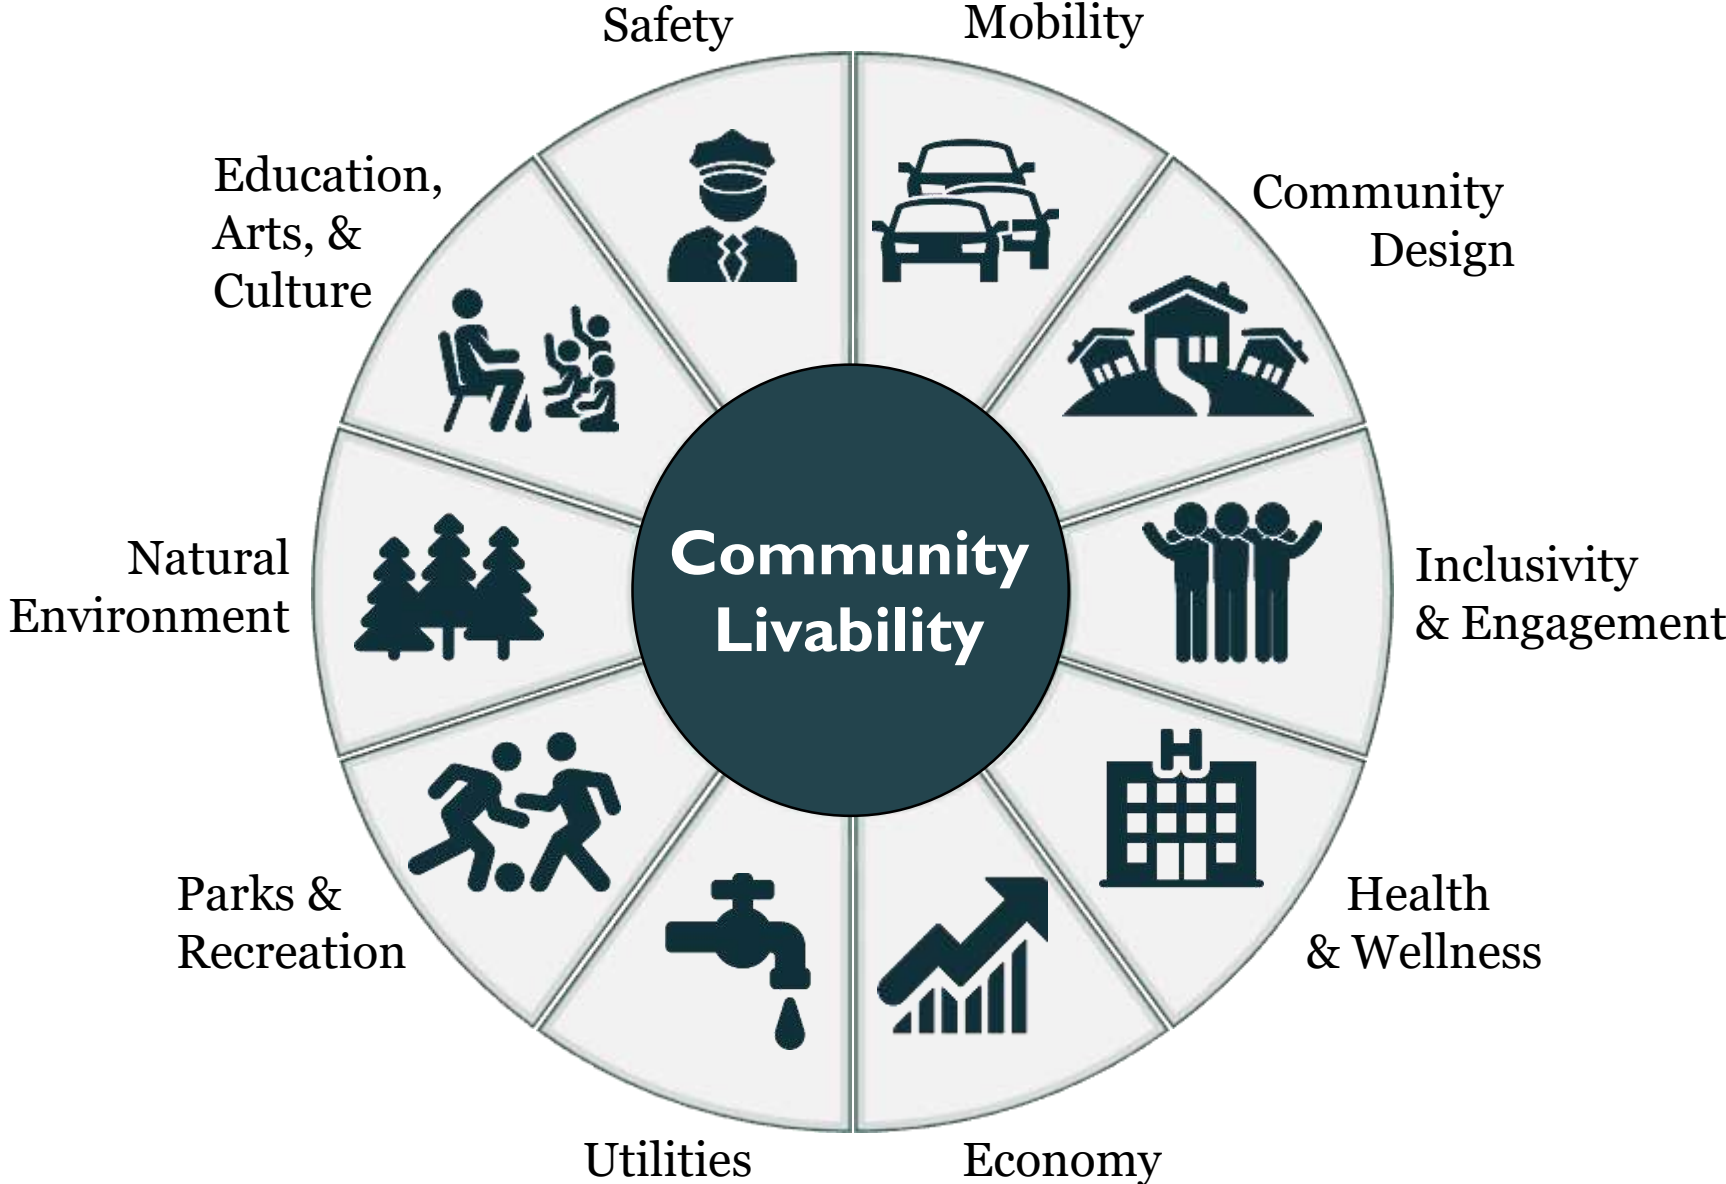 Safety
Mobility
Education,
Arts, &
Culture
Community
Design
Natural
Environment
Community
Livability
Inclusivity
& Engagement
H
Parks &
Recreation
Health
& Wellness
Utilities
Economy